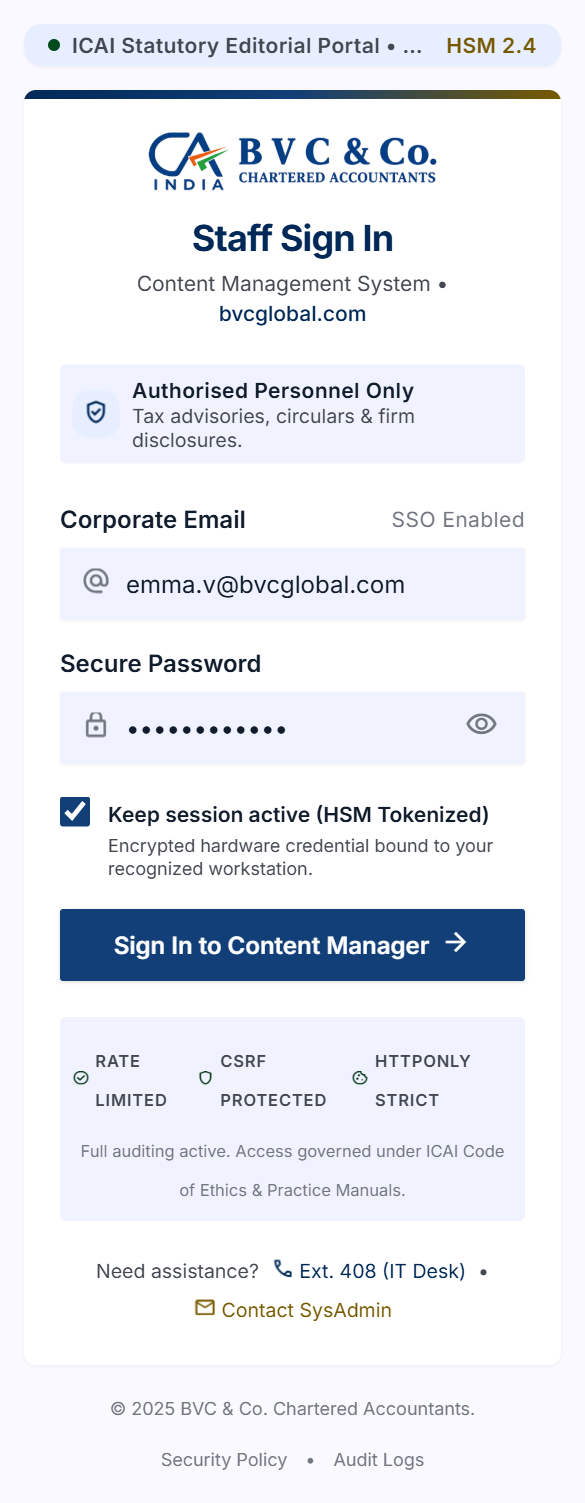 ICAI Statutory Editorial Portal • ... HSM 2.4
CA INDIA
B V C & Co.
CHARTERED ACCOUNTANTS
Staff Sign In
Content Management System •
bvcglobal.com
Authorised Personnel Only
Tax advisories, circulars & firm
disclosures.
Corporate Email SSO Enabled
emma.v@bvcglobal.com
Secure Password
••••••••••••
Keep session active (HSM Tokenized)
Encrypted hardware credential bound to your
recognized workstation.
Sign In to Content Manager →
RATE LIMITED
CSRF PROTECTED
HTTPONLY STRICT
Full auditing active. Access governed under ICAI Code
of Ethics & Practice Manuals.
Need assistance? Ext. 408 (IT Desk) •
Contact SysAdmin
© 2025 BVC & Co. Chartered Accountants.
Security Policy • Audit Logs